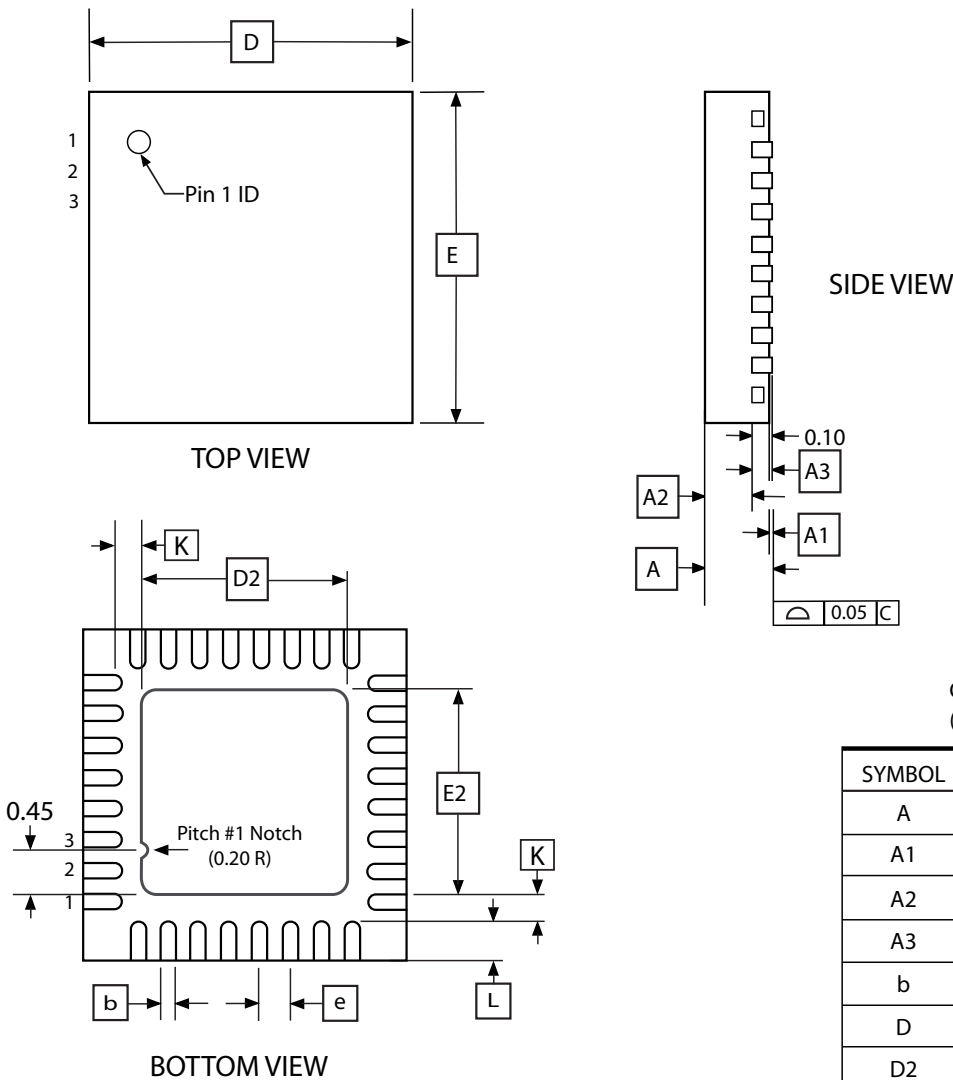 D
1
2
3
Pin 1 ID
E
TOP VIEW
SIDE VIEW
0.10
A3
A2
A1
A
0.05 C
K
D2
E2
0.45
3
2
1
Pitch #1 Notch
(0.20 R)
K
b
e
L
BOTTOM VIEW
SYMBOL
A
A1
A2
A3
b
D
D2